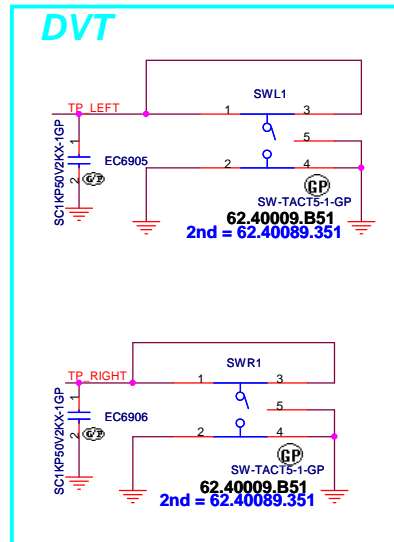 DVT
TP_LEFT
SWL1
1
3
5
2
4
1
2
EC6905
SC1KP50V2KX-1GP
G/P
GP
SW-TACT5-1-GP
62.40009.B51
2nd = 62.40089.351
TP_RIGHT
SWR1
1
3
5
2
4
1
2
EC6906
SC1KP50V2KX-1GP
G/P
GP
SW-TACT5-1-GP
62.40009.B51
2nd = 62.40089.351